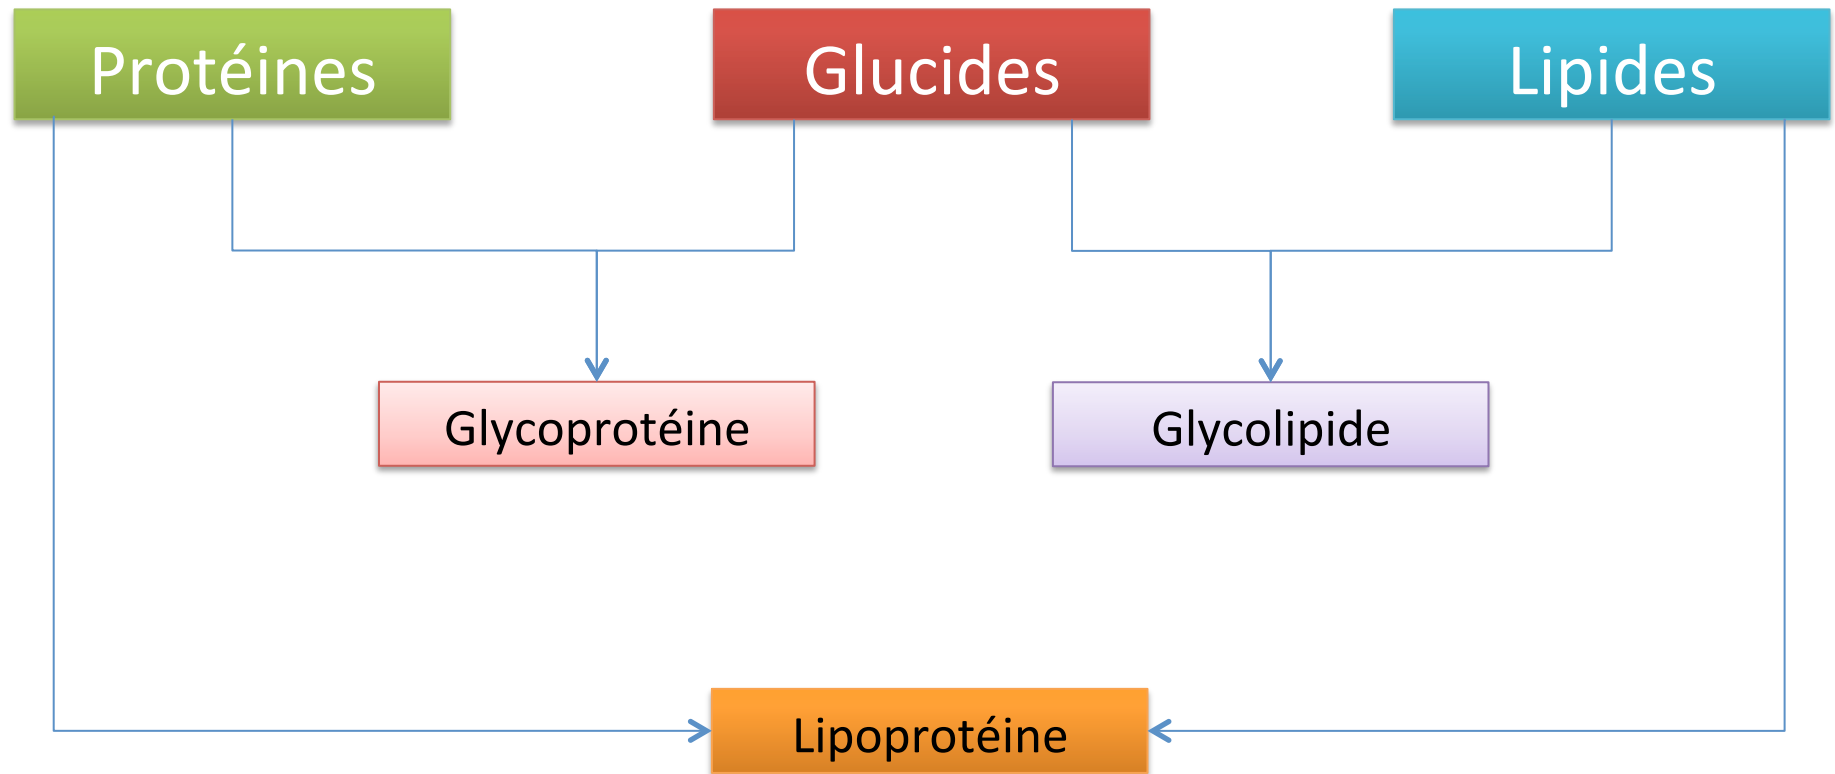 Protéines
Glucides
Lipides
Glycoprotéine
Glycolipide
Lipoprotéine